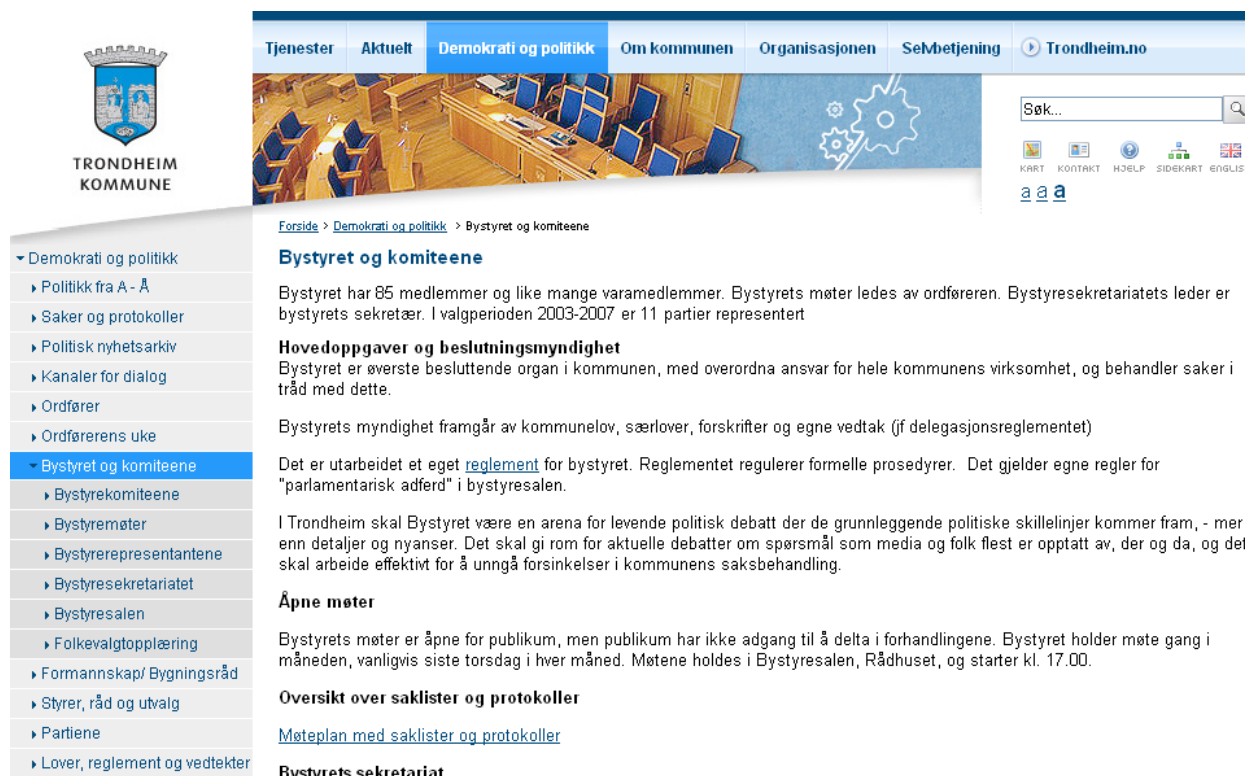 Tjenester Aktuelt Demokrati og politikk Om kommunen Organisasjonen Selvbetjening Trondheim.no
TRONDHEIM
KOMMUNE
Søk...
KART KONTAKT HJELP SIDEKART ENGLIS
a a a
Forside > Demokrati og politikk > Bystyret og komiteene
Demokrati og politikk
Politikk fra A - Å
Saker og protokoller
Politisk nyhetsarkiv
Kanaler for dialog
Ordfører
Ordførerens uke
Bystyret og komiteene
Bystyrekomiteene
Bystyremøter
Bystyrerepresentantene
Bystyresekretariatet
Bystyresalen
Folkevalgtopplæring
Formannskap/ Bygningsråd
Styrer, råd og utvalg
Partiene
Lover, reglement og vedtekter
Bystyret og komiteene
Bystyret har 85 medlemmer og like mange varamedlemmer. Bystyrets møter ledes av ordføreren. Bystyresekretariatets leder er
bystyrets sekretær. I valgperioden 2003-2007 er 11 partier representert
Hovedoppgaver og beslutningsmyndighet
Bystyret er øverste besluttende organ i kommunen, med overordna ansvar for hele kommunens virksomhet, og behandler saker i
tråd med dette.
Bystyrets myndighet framgår av kommunelov, særlover, forskrifter og egne vedtak (jf delegasjonsreglementet)
Det er utarbeidet et eget reglement for bystyret. Reglementet regulerer formelle prosedyrer. Det gjelder egne regler for
"parlamentarisk adferd" i bystyresalen.
I Trondheim skal Bystyret være en arena for levende politisk debatt der de grunnleggende politiske skillelinjer kommer fram, - mer
enn detaljer og nyanser. Det skal gi rom for aktuelle debatter om spørsmål som media og folk flest er opptatt av, der og da, og det
skal arbeide effektivt for å unngå forsinkelser i kommunens saksbehandling.
Åpne møter
Bystyrets møter er åpne for publikum, men publikum har ikke adgang til å delta i forhandlingene. Bystyret holder møte gang i
måneden, vanligvis siste torsdag i hver måned. Møtene holdes i Bystyresalen, Rådhuset, og starter kl. 17.00.
Oversikt over saklister og protokoller
Møteplan med saklister og protokoller
Bystyrets sekretariat